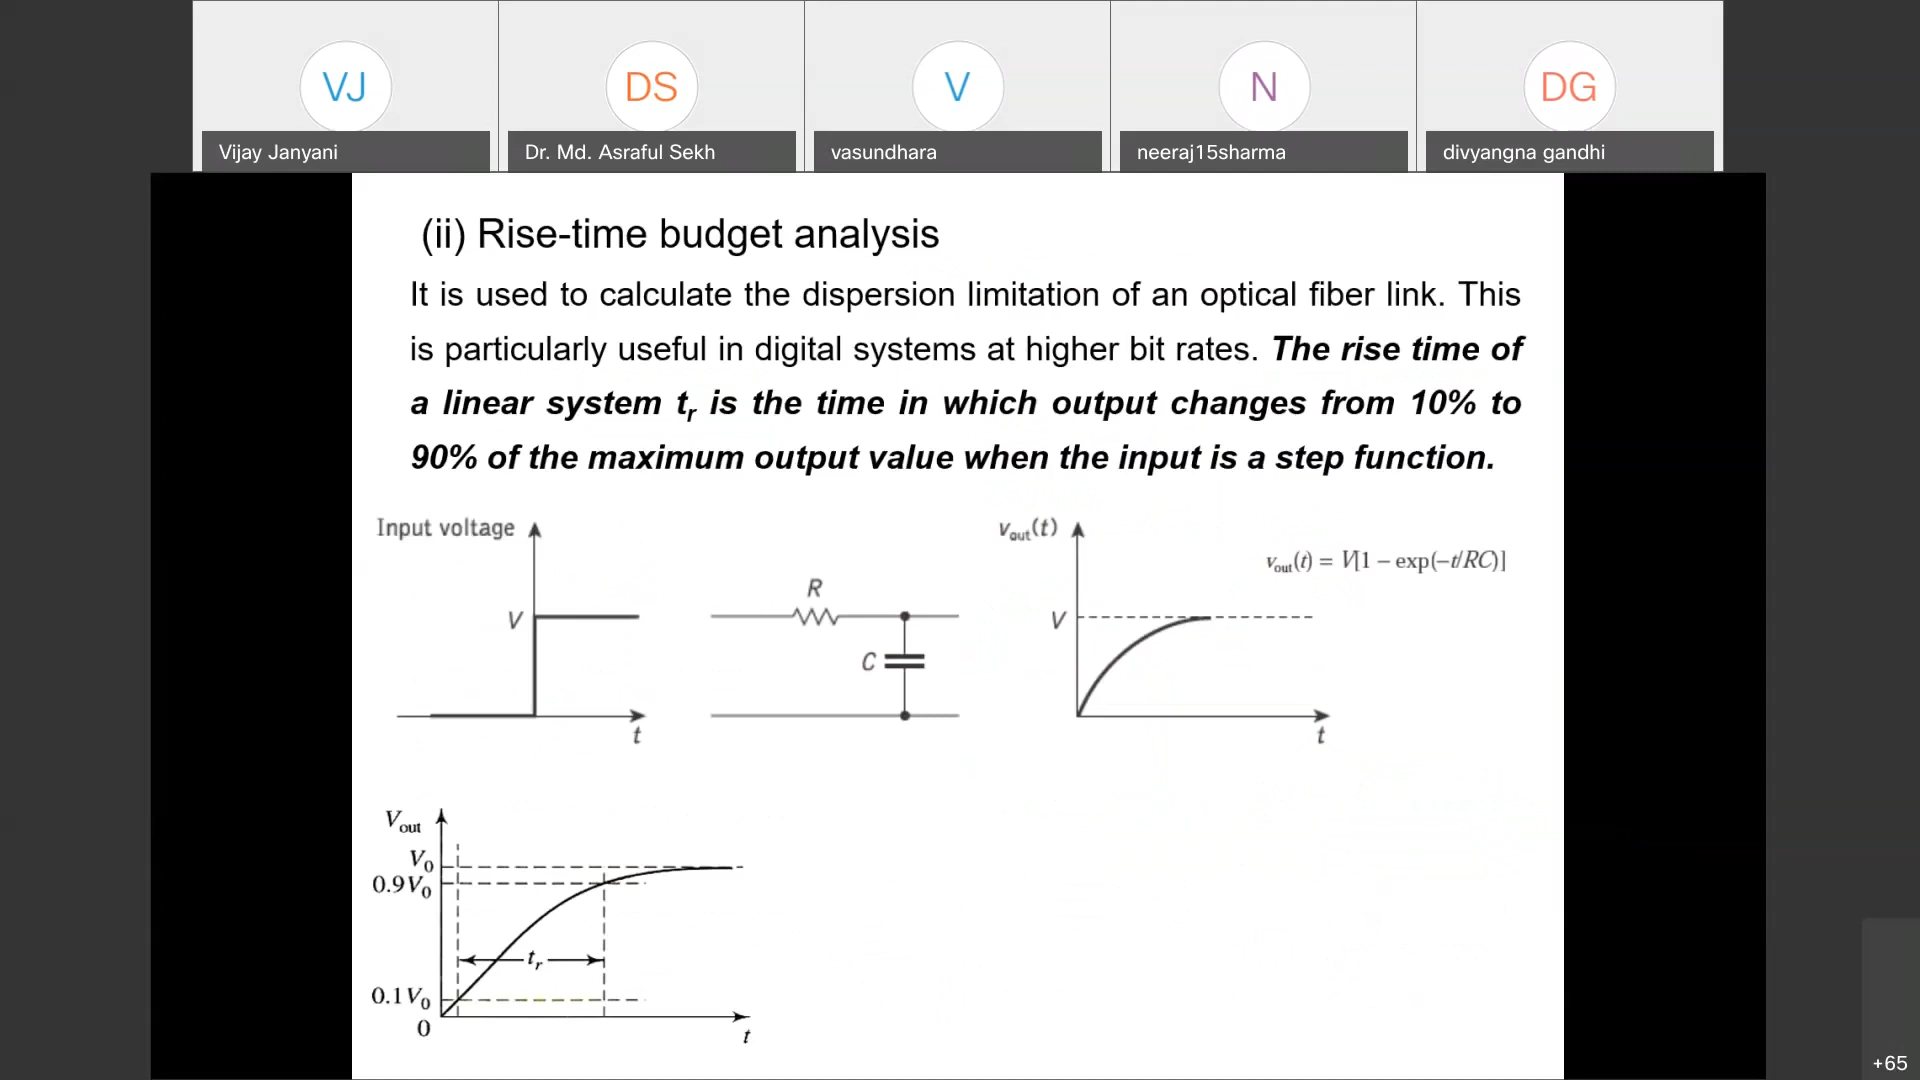 VJ
DS
V
N
DG
Vijay Janyani
Dr. Md. Asraful Sekh
vasundhara
neeraj15sharma
divyangna gandhi
(ii) Rise-time budget analysis
It is used to calculate the dispersion limitation of an optical fiber link. This
is particularly useful in digital systems at higher bit rates. The rise time of
a linear system tr is the time in which output changes from 10% to
90% of the maximum output value when the input is a step function.
Input voltage
V
t
R
C
vout(t)
V
t
vout(t) = V[1 – exp(–t/RC)]
Vout
V0
0.9V0
tr
0.1V0
0
t
+65